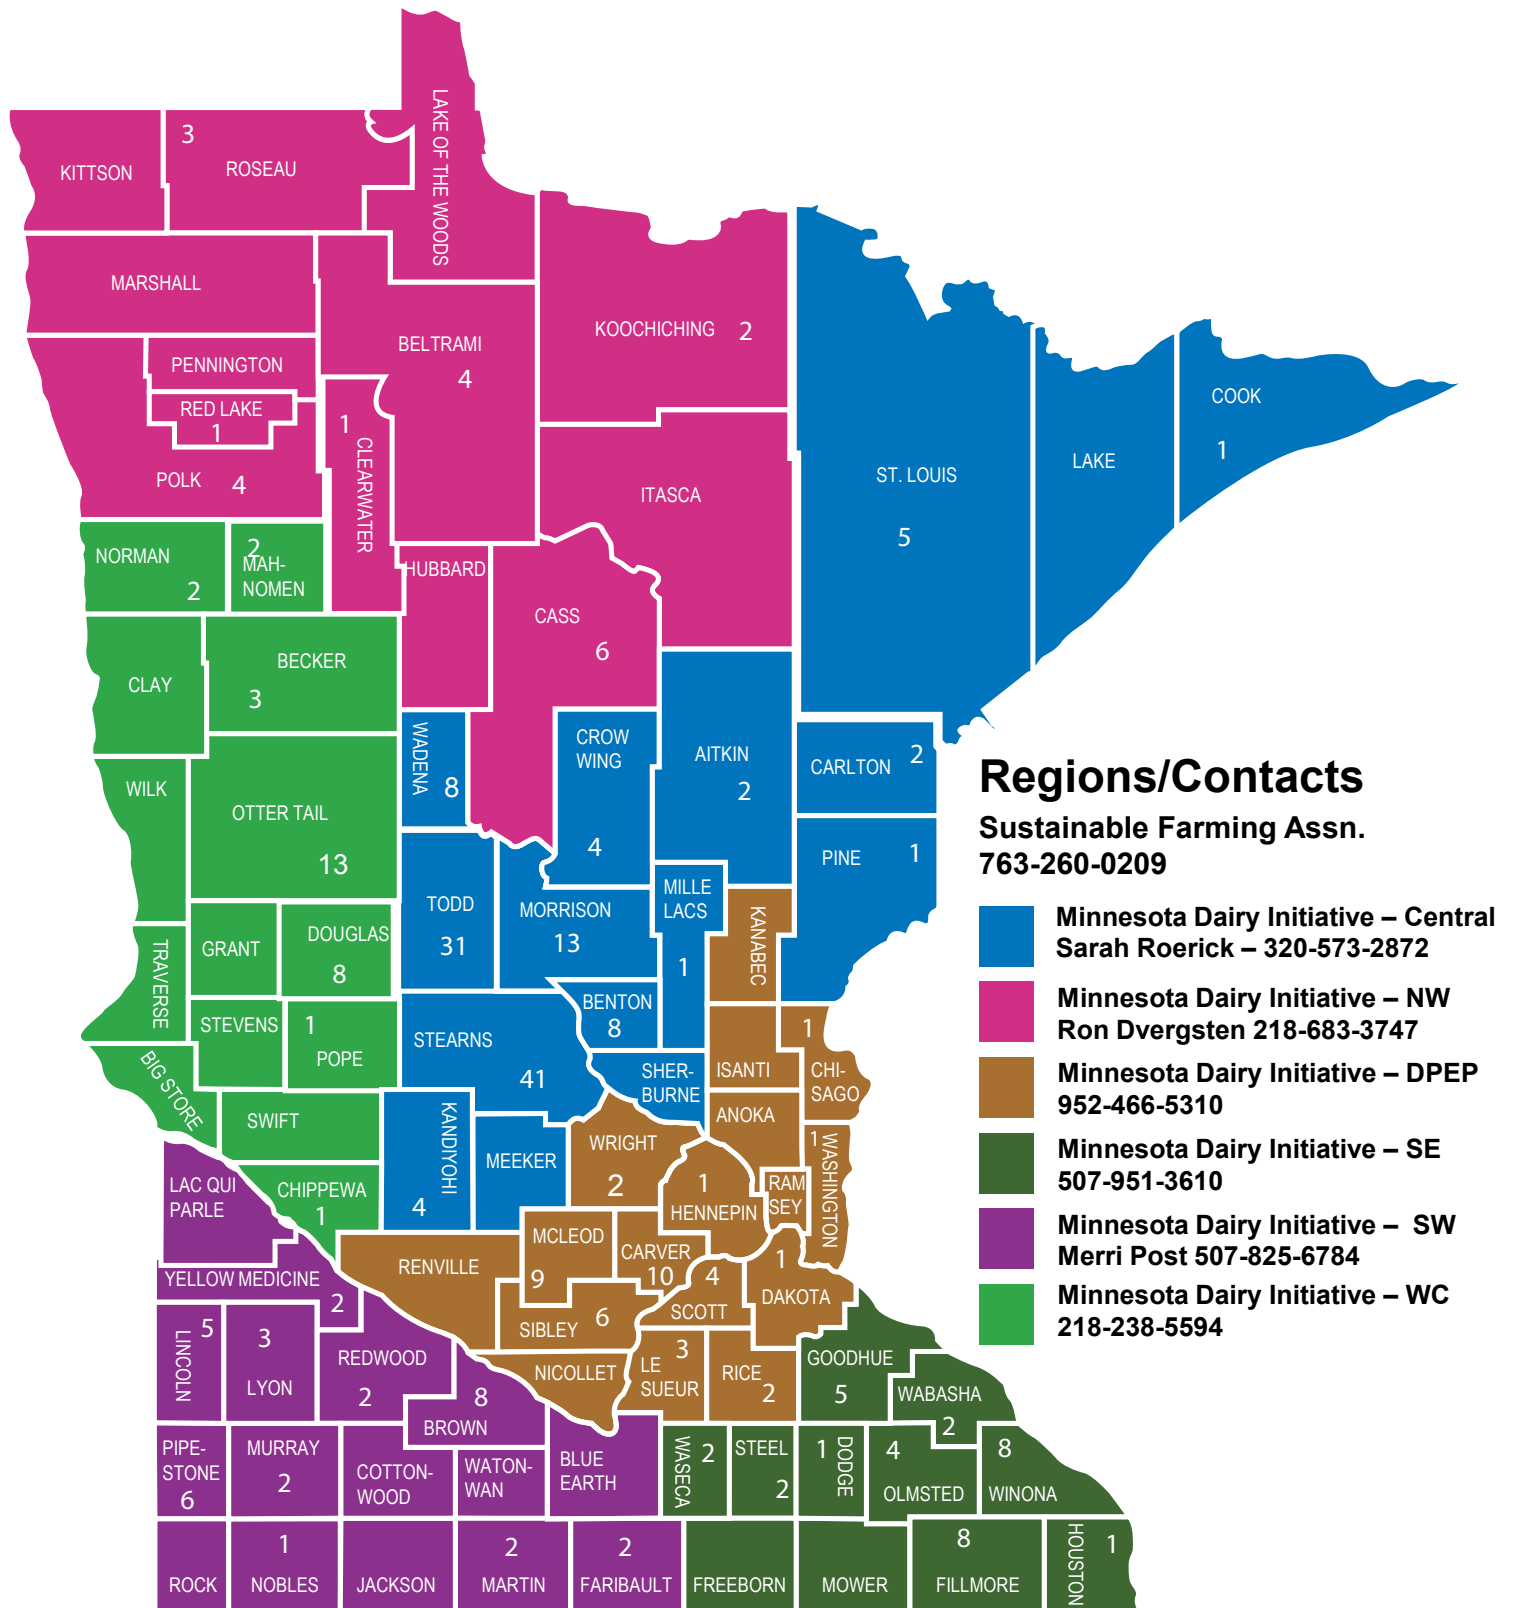 LAKE OF THE WOODS
3
KITTSON
ROSEAU
MARSHALL
KOOCHICHING 2
BELTRAMI
4
PENNINGTON
RED LAKE
1
1
CLEARWATER
POLK 4
ITASCA
COOK
1
LAKE
ST. LOUIS
5
NORMAN
2
2
MAH-
NOMEN
HUBBARD
CASS
6
BECKER
3
CLAY
WADENA
8
CROW
WING
4
AITKIN
2
CARLTON 2
WILK
OTTER TAIL
13
PINE 1
TODD
31
MORRISON
13
MILLE
LACS
1
KANABEC
TRAVERSE
GRANT
DOUGLAS
8
STEVENS
1
POPE
STEARNS
41
BENTON
8
SHER-
BURNE
ISANTI
1
CHI-
SAGO
BIG STORE
SWIFT
KANDIYOHI
4
MEEKER
WRIGHT
2
ANOKA
1
WASHINGTON
LAC QUI
PARLE
CHIPPEWA
1
1
HENNEPIN
RAM
SEY
RENVILLE
MCLEOD
9
CARVER
10
4
SCOTT
1
DAKOTA
YELLOW MEDICINE
2
SIBLEY 6
LINCOLN
5
3
LYON
REDWOOD
2
8
BROWN
NICOLLET
3
LE
SUEUR
RICE
2
GOODHUE
5
WABASHA
2
PIPE-
STONE
6
MURRAY
2
COTTON-
WOOD
WATON-
WAN
BLUE
EARTH
WASECA
2
STEEL
2
1
DODGE
4
OLMSTED
8
WINONA
ROCK
1
NOBLES
JACKSON
2
MARTIN
2
FARIBAULT
FREEBORN
MOWER
8
FILLMORE
HOUSTON
1
Regions/Contacts
Sustainable Farming Assn.
763-260-0209
Minnesota Dairy Initiative – Central
Sarah Roerick – 320-573-2872
Minnesota Dairy Initiative – NW
Ron Dvergsten 218-683-3747
Minnesota Dairy Initiative – DPEP
952-466-5310
Minnesota Dairy Initiative – SE
507-951-3610
Minnesota Dairy Initiative – SW
Merri Post 507-825-6784
Minnesota Dairy Initiative – WC
218-238-5594